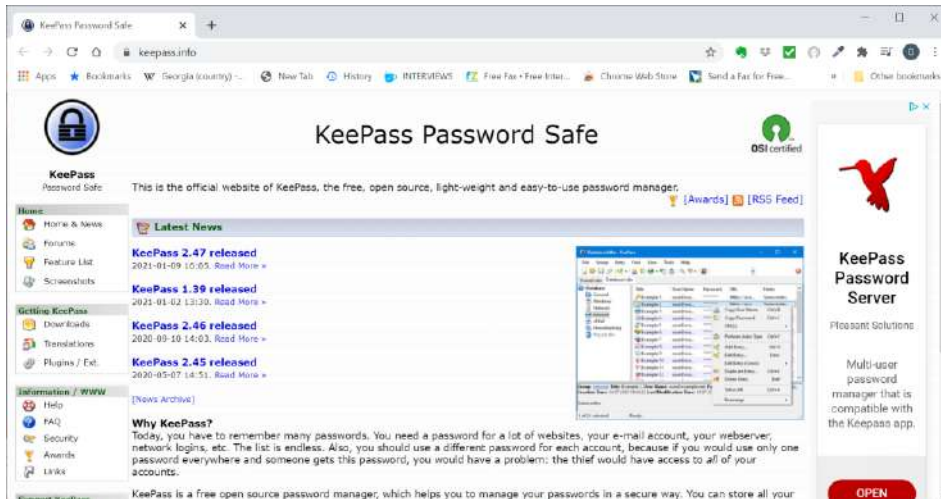 KeePass Password Safe
keepass.info
Apps Bookmarks Georgia (country) -... New Tab History INTERVIEWS Free Fax • Free Inter... Chrome Web Store Send a Fax for Free... Other bookmarks
KeePass
Password Safe
KeePass Password Safe
OSI certified
This is the official website of KeePass, the free, open source, light-weight and easy-to-use password manager.
[Awards] [RSS Feed]
Home
Home & News
Forums
Feature List
Screenshots
Getting KeePass
Downloads
Translations
Plugins / Ext.
Information / WWW
Help
FAQ
Security
Awards
Links
Support KeePass
Latest News
KeePass 2.47 released
2021-01-09 16:05. Read More »
KeePass 1.39 released
2021-01-02 13:30. Read More »
KeePass 2.46 released
2020-09-10 14:03. Read More »
KeePass 2.45 released
2020-05-07 14:51. Read More »
[News Archive]
Why KeePass?
Today, you have to remember many passwords. You need a password for a lot of websites, your e-mail account, your webserver,
network logins, etc. The list is endless. Also, you should use a different password for each account, because if you would use only one
password everywhere and someone gets this password, you would have a problem: the thief would have access to all of your
accounts.
KeePass is a free open source password manager, which helps you to manage your passwords in a secure way. You can store all your
KeePass
Password
Server
Pleasant Solutions
Multi-user
password
manager that is
compatible with
the Keepass app.
OPEN